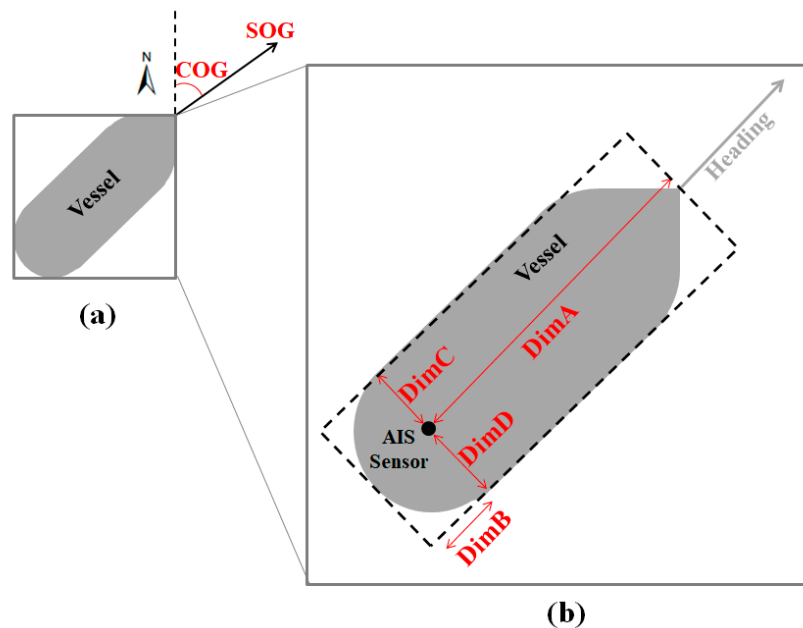 SOG
N
COG
Vessel
(a)
Heading
Vessel
DimA
DimC
DimD
AIS
Sensor
DimB
(b)